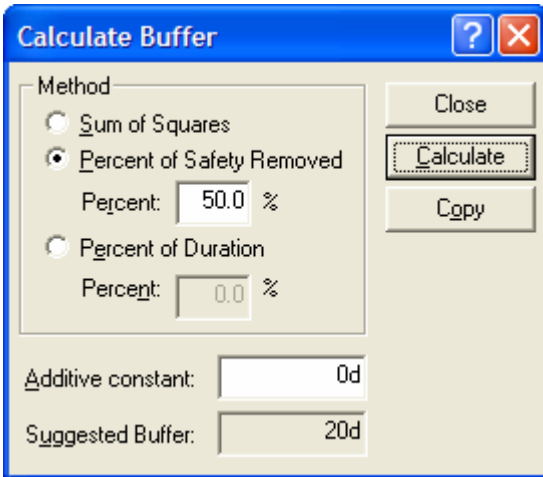 Calculate Buffer
Method
Sum of Squares
Percent of Safety Removed
Percent: 50.0 %
Percent of Duration
Percent: 0.0 %
Close
Calculate
Copy
Additive constant: 0d
Suggested Buffer: 20d